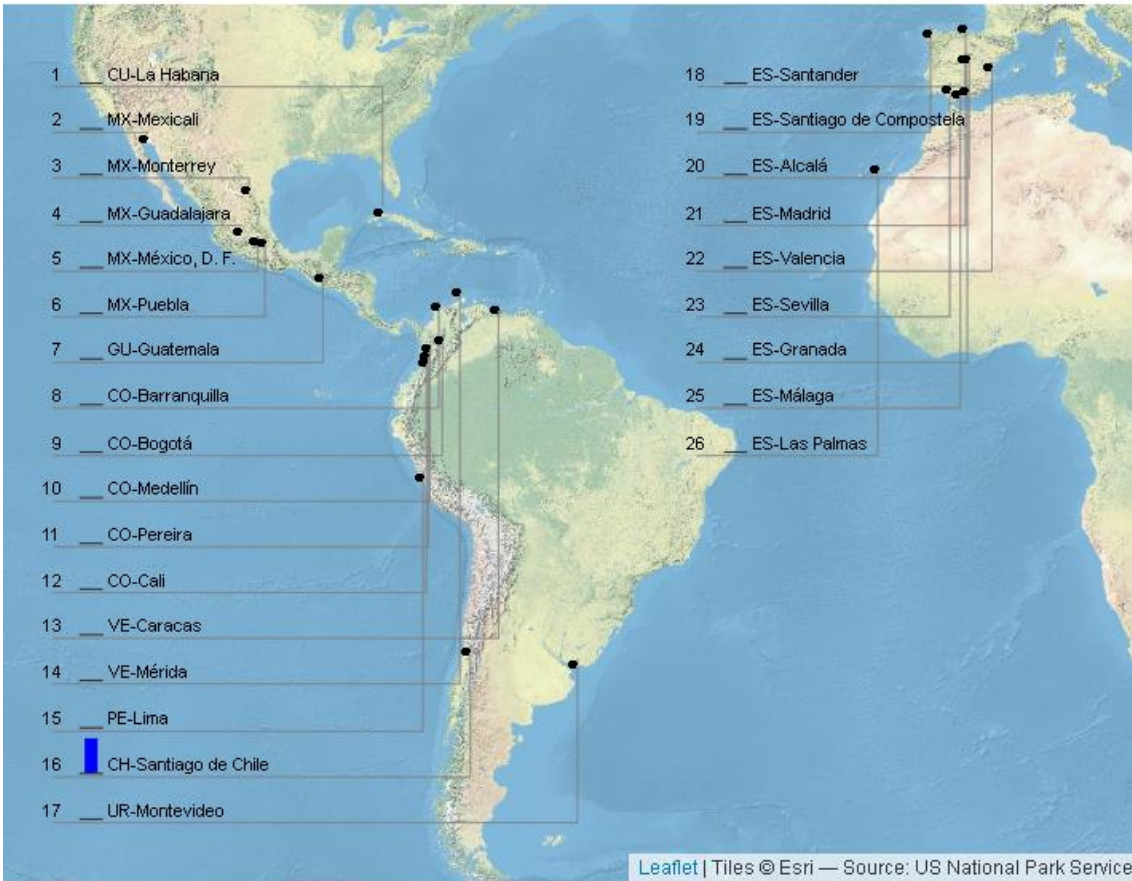 1 __ CU-La Habana
2 __ MX-Mexicali
3 __ MX-Monterrey
4 __ MX-Guadalajara
5 __ MX-México, D. F.
6 __ MX-Puebla
7 __ GU-Guatemala
8 __ CO-Barranquilla
9 __ CO-Bogotá
10 __ CO-Medellín
11 __ CO-Pereira
12 __ CO-Cali
13 __ VE-Caracas
14 __ VE-Mérida
15 __ PE-Lima
16 __ CH-Santiago de Chile
17 __ UR-Montevideo
18 __ ES-Santander
19 __ ES-Santiago de Compostela
20 __ ES-Alcalá
21 __ ES-Madrid
22 __ ES-Valencia
23 __ ES-Sevilla
24 __ ES-Granada
25 __ ES-Málaga
26 __ ES-Las Palmas
Leaflet | Tiles © Esri — Source: US National Park Service